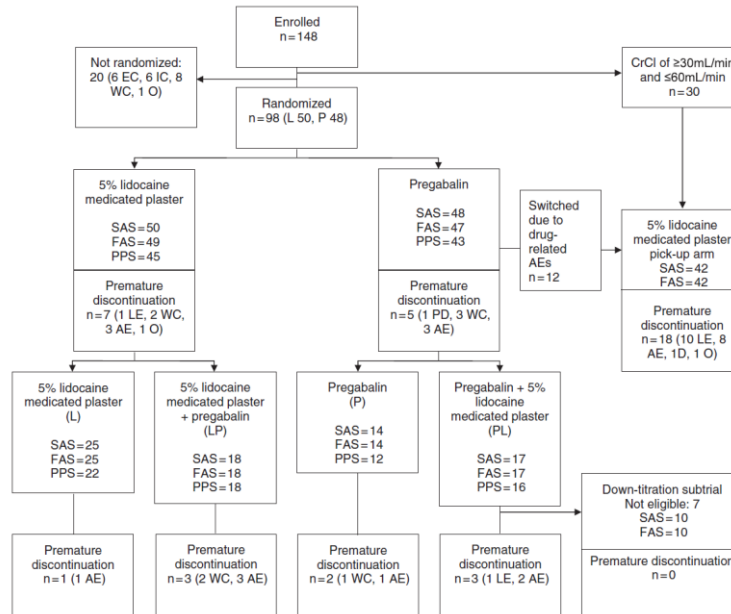 Enrolled
n=148
Not randomized:
20 (6 EC, 6 IC, 8
WC, 1 O)
CrCl of ≥30mL/min
and ≤60mL/min
n=30
Randomized
n=98 (L 50, P 48)
5% lidocaine
medicated plaster
SAS=50
FAS=49
PPS=45
Pregabalin
SAS=48
FAS=47
PPS=43
Switched
due to
drug-
related
AEs
n=12
5% lidocaine
medicated plaster
pick-up arm
SAS=42
FAS=42
Premature
discontinuation
n=7 (1 LE, 2 WC,
3 AE, 1 O)
Premature
discontinuation
n=5 (1 PD, 3 WC,
3 AE)
Premature
discontinuation
n=18 (10 LE, 8
AE, 1D, 1 O)
5% lidocaine
medicated plaster
(L)
SAS=25
FAS=25
PPS=22
5% lidocaine
medicated plaster
+ pregabalin
(LP)
SAS=18
FAS=18
PPS=18
Pregabalin
(P)
SAS=14
FAS=14
PPS=12
Pregabalin + 5%
lidocaine
medicated plaster
(PL)
SAS=17
FAS=17
PPS=16
Down-titration subtrial
Not eligible: 7
SAS=10
FAS=10
Premature
discontinuation
n=1 (1 AE)
Premature
discontinuation
n=3 (2 WC, 3 AE)
Premature
discontinuation
n=2 (1 WC, 1 AE)
Premature
discontinuation
n=3 (1 LE, 2 AE)
Premature discontinuation
n=0